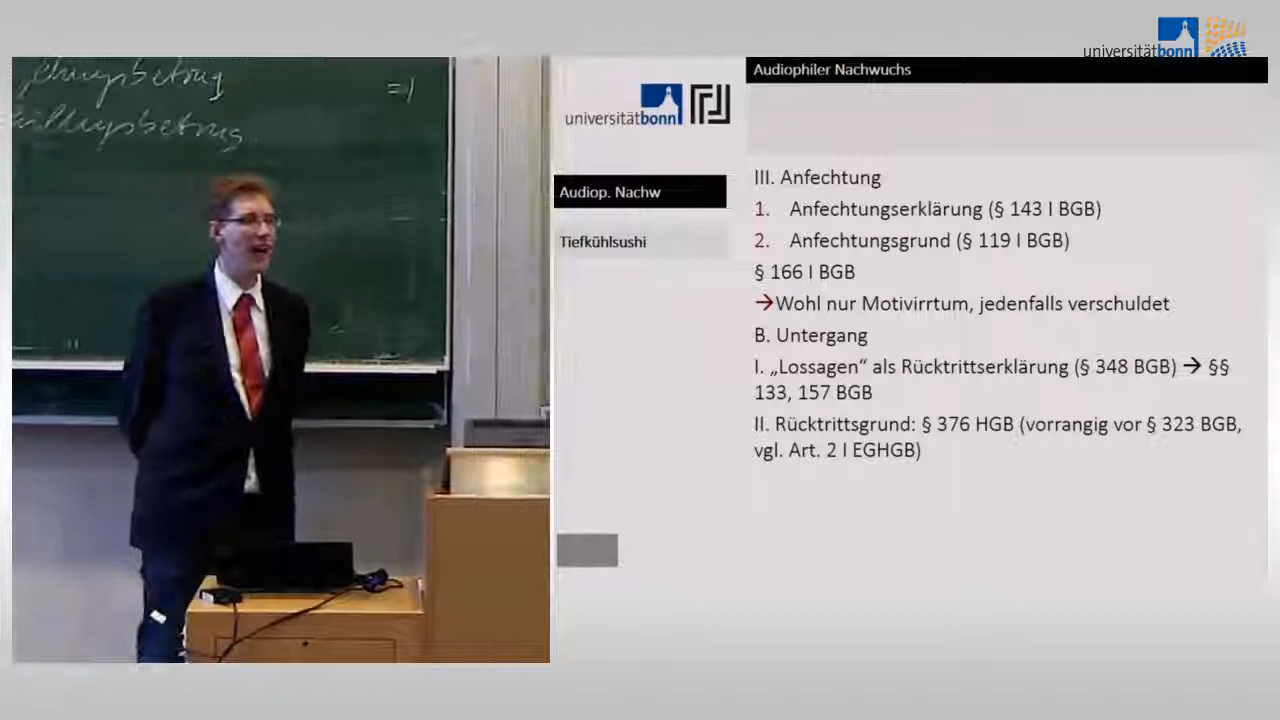 universitätbonn
Audiophiler Nachwuchs
universitätbonn
Audiop. Nachw
Tiefkühlsushi
III. Anfechtung
1. Anfechtungserklärung (§ 143 I BGB)
2. Anfechtungsgrund (§ 119 I BGB)
§ 166 I BGB
→Wohl nur Motivirrtum, jedenfalls verschuldet
B. Untergang
I. „Lossagen“ als Rücktrittserklärung (§ 348 BGB) → §§
133, 157 BGB
II. Rücktrittsgrund: § 376 HGB (vorrangig vor § 323 BGB,
vgl. Art. 2 I EGHGB)